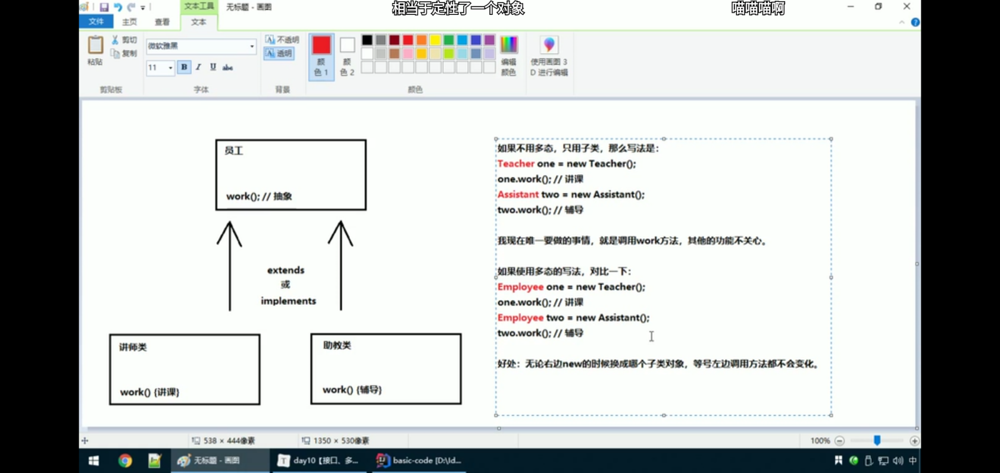 相当于定性了一个对象
喵喵喵啊
文本工具
无标题 - 画图
文件
主页
查看
文本
粘贴
剪切
复制
剪贴板
微软雅黑
11
B I U abc
字体
不透明
透明
背景
颜色 1
颜色 2
编辑颜色
颜色
使用画图 3D 进行编辑
员工
work(); // 抽象
extends
或
implements
讲师类
work() {讲课}
助教类
work() {辅导}
如果不用多态，只用子类，那么写法是：
Teacher one = new Teacher();
one.work(); // 讲课
Assistant two = new Assistant();
two.work(); // 辅导
我现在唯一要做的事情，就是调用work方法，其他的功能不关心。
如果使用多态的写法，对比一下：
Employee one = new Teacher();
one.work(); // 讲课
Employee two = new Assistant();
two.work(); // 辅导
好处：无论右边new的时候换成哪个子类对象，等号左边调用方法都不会变化。
538 × 444像素
1350 × 530像素
100%
无标题 - 画图
day10【接口、多...
basic-code [D:\Id...
中